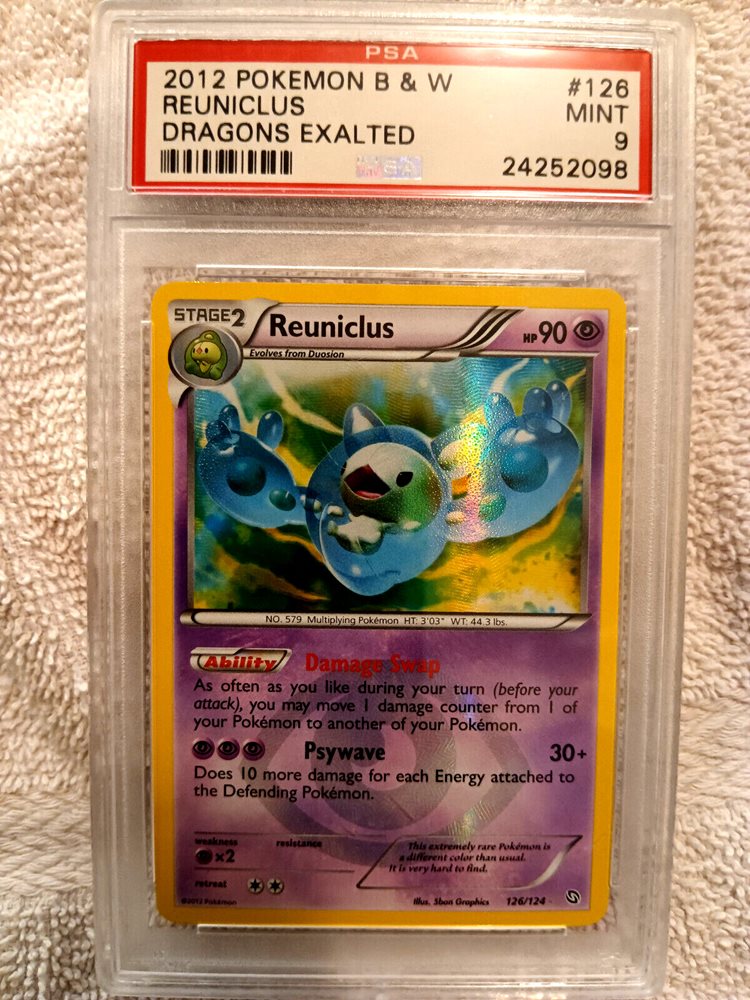 PSA
2012 POKEMON B & W #126
REUNICLUS MINT
DRAGONS EXALTED 9
24252098
STAGE2 Reuniclus HP90
Evolves from Duosion
NO. 579 Multiplying Pokémon HT: 3'03" WT: 44.3 lbs.
Ability Damage Swap
As often as you like during your turn (before your
attack), you may move 1 damage counter from 1 of
your Pokémon to another of your Pokémon.
Psywave 30+
Does 10 more damage for each Energy attached to
the Defending Pokémon.
weakness resistance
×2
retreat
This extremely rare Pokémon is
a different color than usual.
It is very hard to find.
©2012 Pokémon Illus. 5ban Graphics 126/124